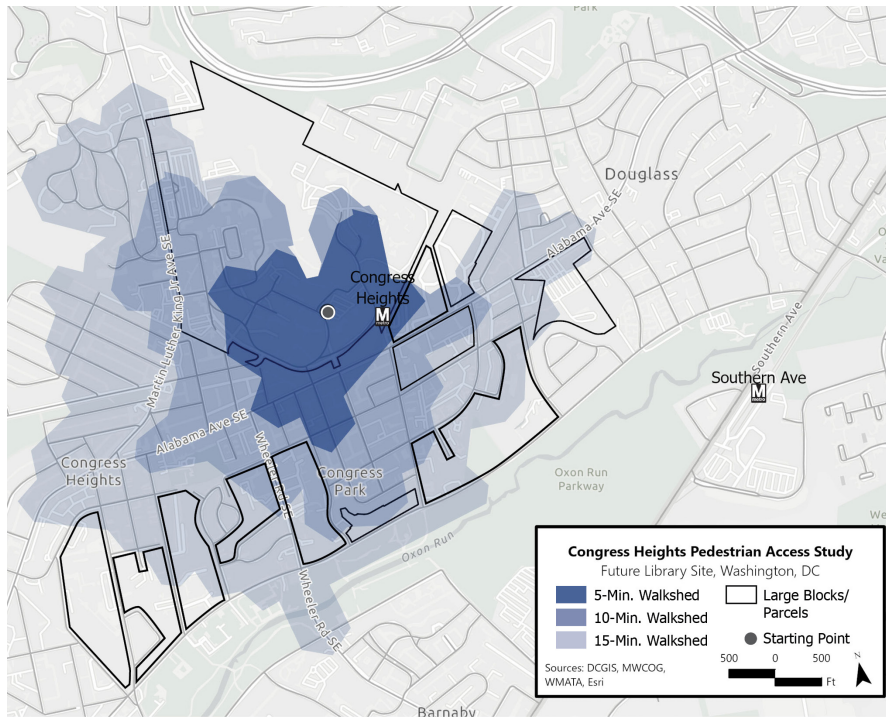 Park
Douglass
Alabama Ave SE
Congress
Heights
M
metro
Martin Luther King Jr Ave SE
Southern Ave
Southern Ave
M
metro
Alabama Ave SE
Congress
Heights
Wheeler Rd SE
Congress
Park
Oxon Run
Parkway
Oxon Run
Wheeler Rd SE
Barnaby
Congress Heights Pedestrian Access Study
Future Library Site, Washington, DC
5-Min. Walkshed
10-Min. Walkshed
15-Min. Walkshed
Large Blocks/
Parcels
Starting Point
Sources: DCGIS, MWCOG,
WMATA, Esri
500 0 500
Ft
N